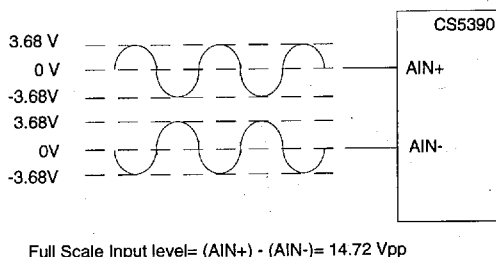 CS5390
3.68 V
0 V
AIN+
-3.68V
3.68V
0V
AIN-
-3.68V
Full Scale Input level= (AIN+) - (AIN-)= 14.72 Vpp